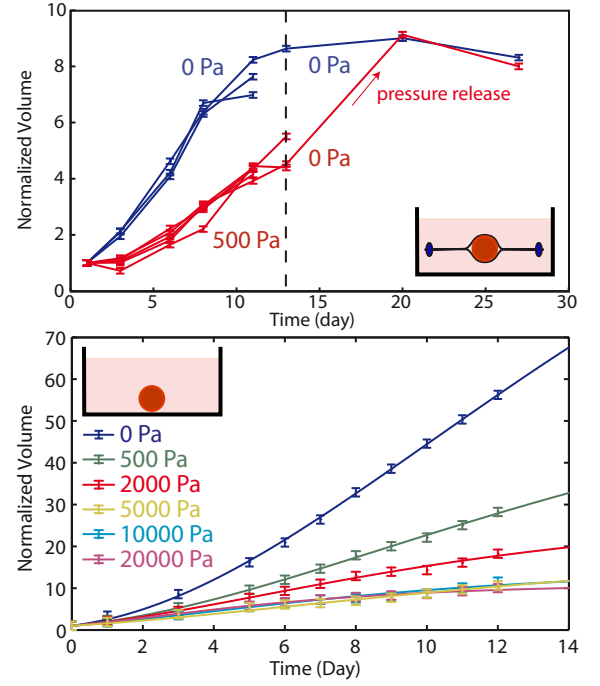 10
8
6
4
2
0
Normalized Volume
0 Pa
0 Pa
pressure release
0 Pa
500 Pa
0 5 10 15 20 25 30
Time (day)
70
60
50
40
30
20
10
0
Normalized Volume
0 Pa
500 Pa
2000 Pa
5000 Pa
10000 Pa
20000 Pa
0 2 4 6 8 10 12 14
Time (Day)